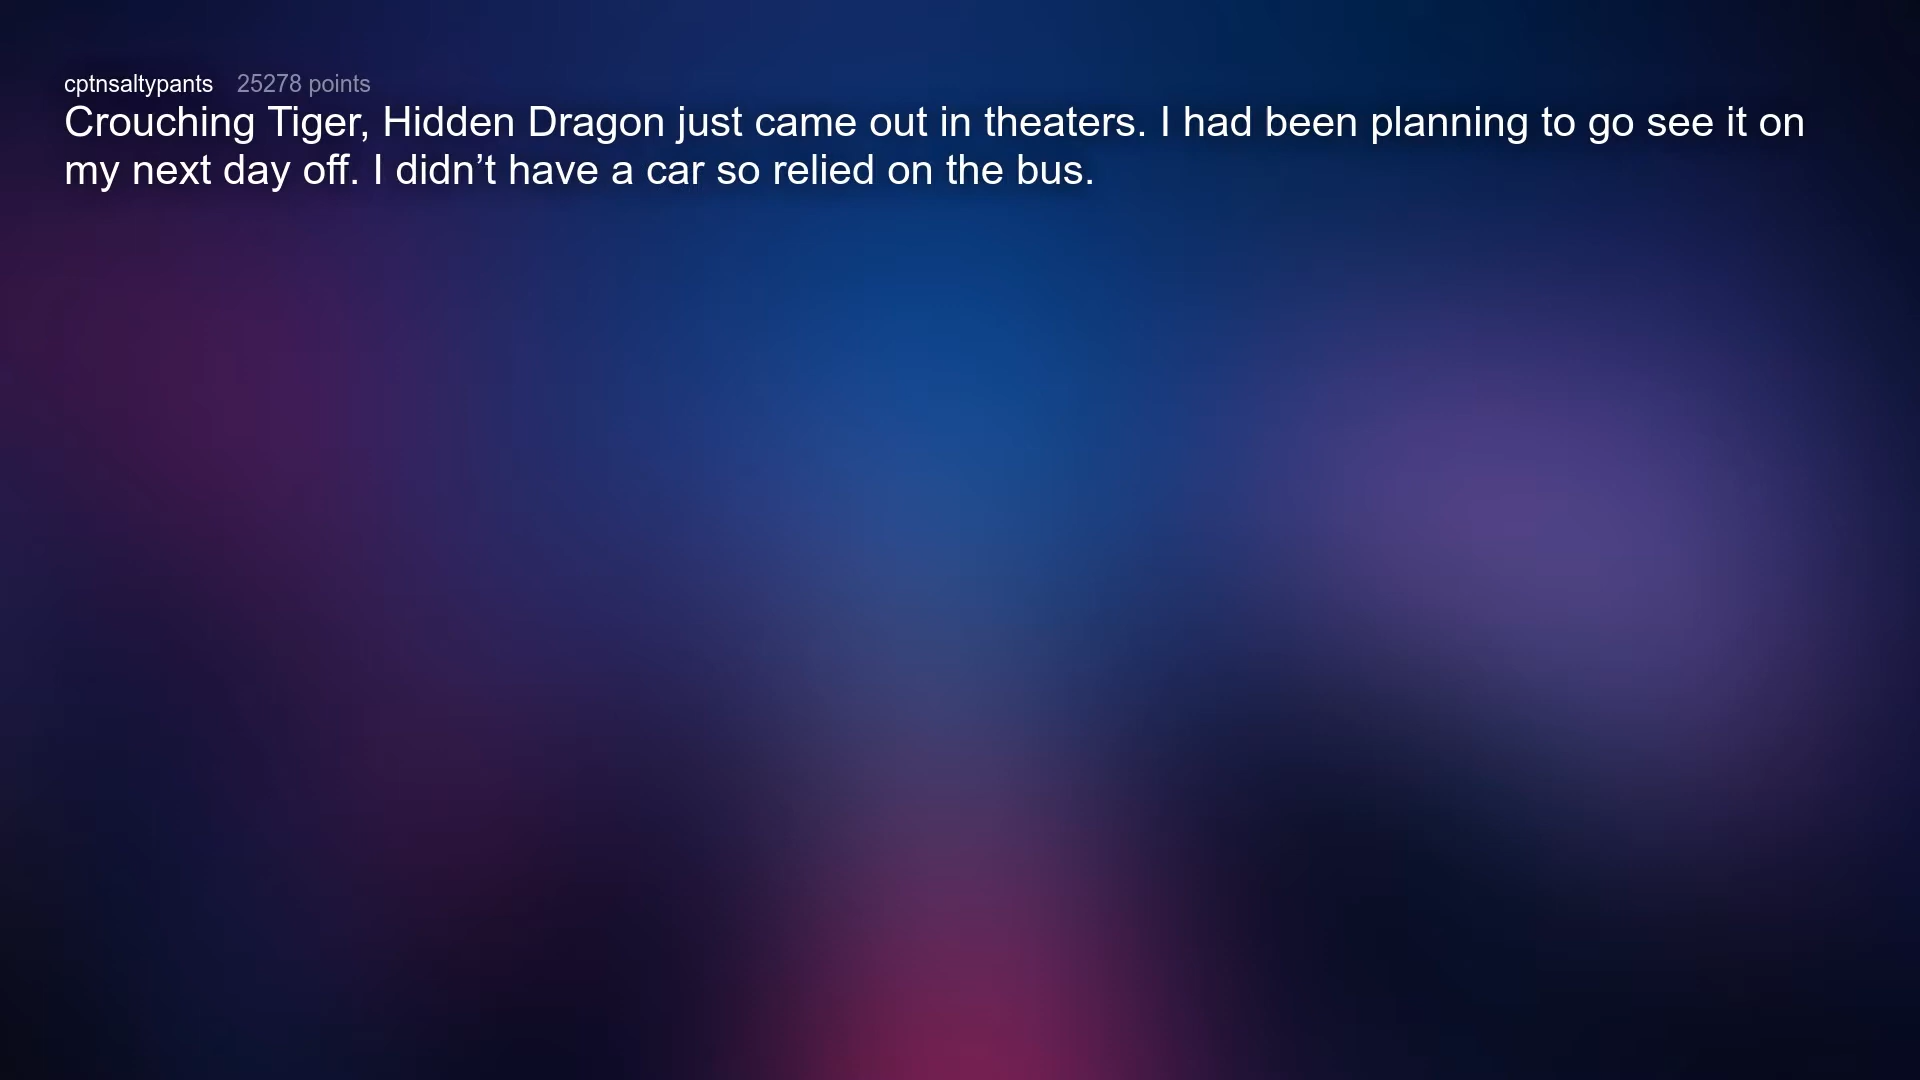 cptnsaltypants 25278 points
Crouching Tiger, Hidden Dragon just came out in theaters. I had been planning to go see it on
my next day off. I didn’t have a car so relied on the bus.